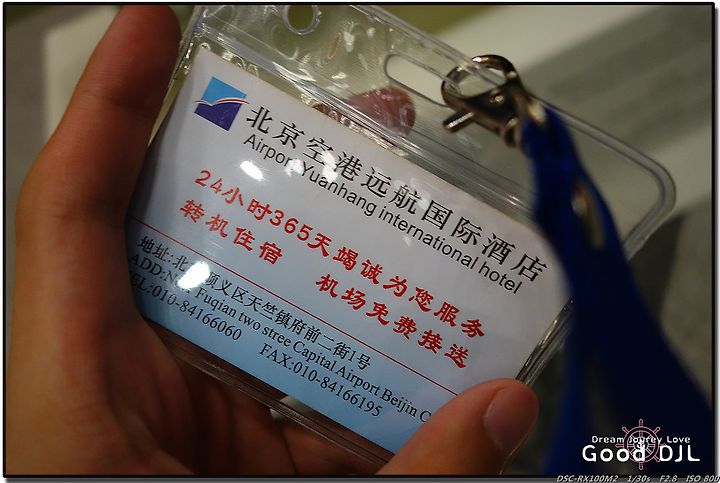 北京空港远航国际酒店
Airport Yuanhang international hotel
24小时365天竭诚为您服务
转机住宿 机场免费接送
地址:北 顺义区天竺镇府前二街1号
ADD:No.1 Fuqian two stree Capital Airport Beijin C
TEL:010-84166060 FAX:010-84166195
Dream Jourey Love
Good DJL
DSC-RX100M2 1/30s F2.8 ISO 800